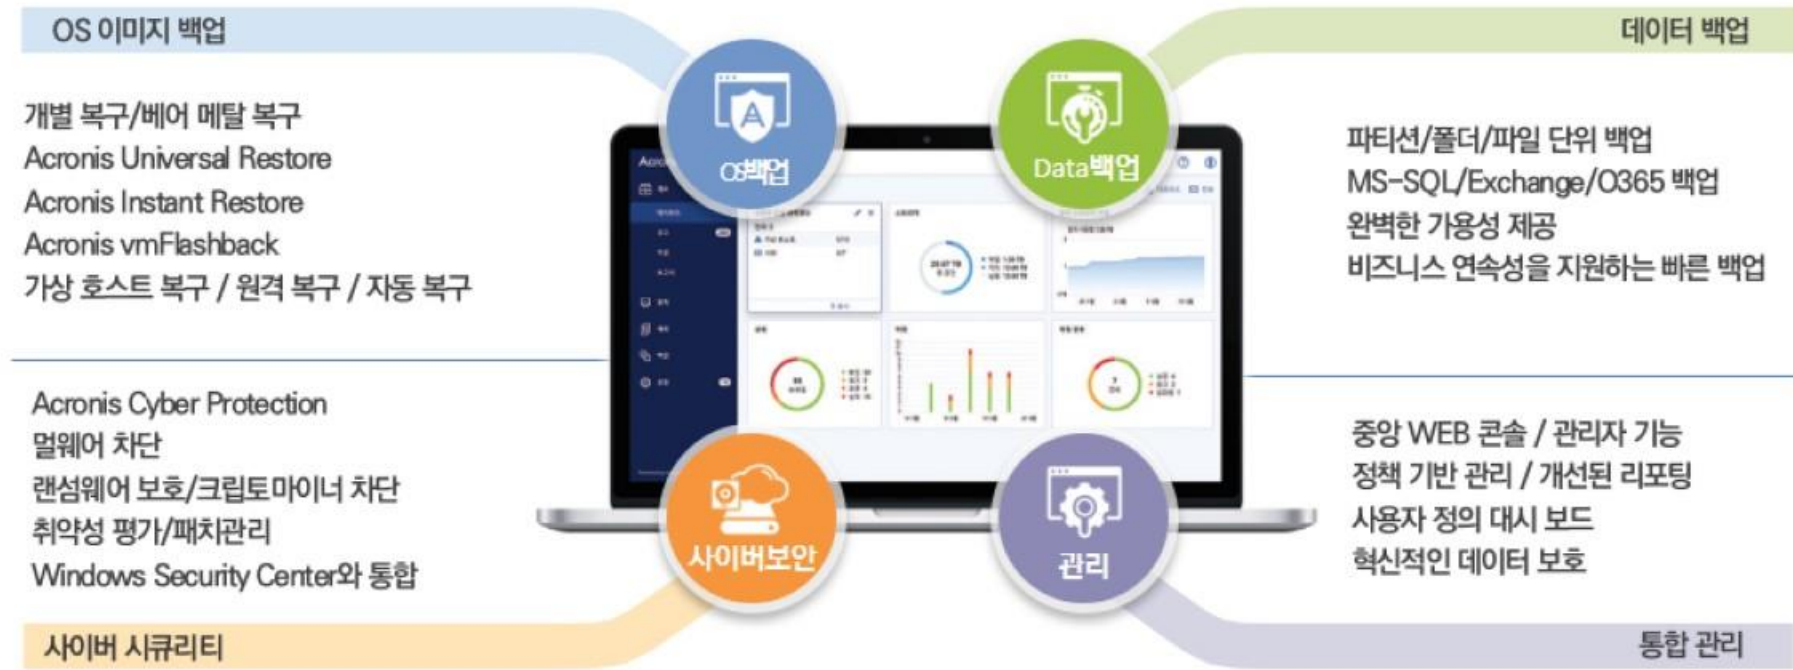 OS 이미지 백업
개별 복구/베어 메탈 복구
Acronis Universal Restore
Acronis Instant Restore
Acronis vmFlashback
가상 호스트 복구 / 원격 복구 / 자동 복구
OS백업
Data백업
데이터 백업
파티션/폴더/파일 단위 백업
MS-SQL/Exchange/O365 백업
완벽한 가용성 제공
비즈니스 연속성을 지원하는 빠른 백업
Acronis Cyber Protection
멀웨어 차단
랜섬웨어 보호/크립토마이너 차단
취약성 평가/패치관리
Windows Security Center와 통합
사이버 시큐리티
사이버보안
관리
중앙 WEB 콘솔 / 관리자 기능
정책 기반 관리 / 개선된 리포팅
사용자 정의 대시 보드
혁신적인 데이터 보호
통합 관리